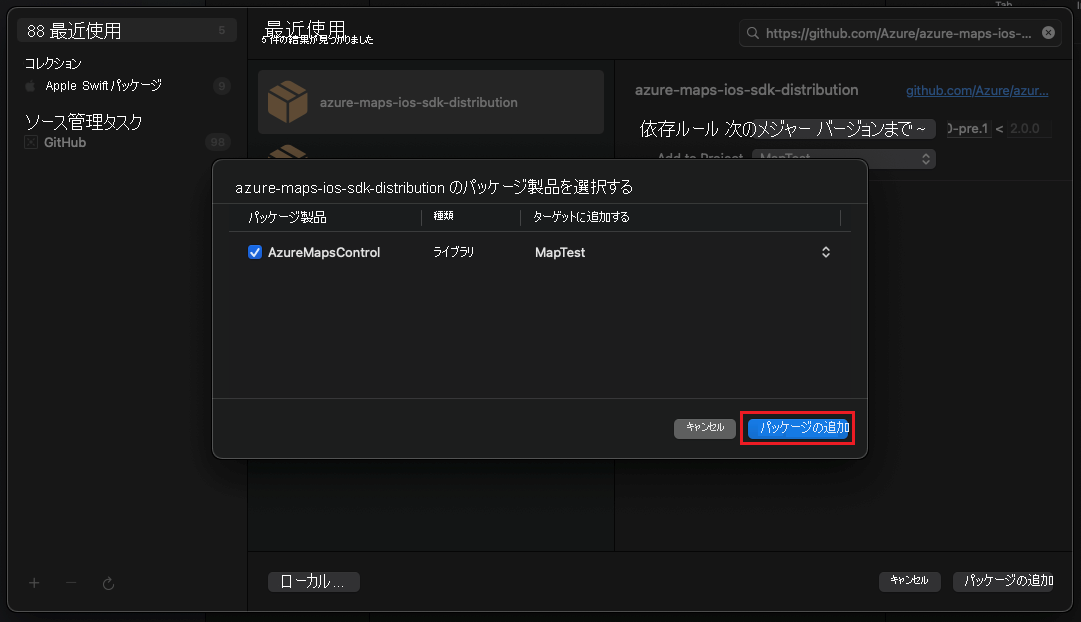 Tab
88 最近使用 5
コレクション
Apple Swift パッケージ 9
ソース管理タスク
GitHub 98
最近使用
5 件の結果が見つかりました
https://github.com/Azure/azure-maps-ios-...
azure-maps-ios-sdk-distribution
azure-maps-ios-sdk-distribution
github.com/Azure/azur...
依存ルール 次のメジャー バージョンまで ~ 0-pre.1 < 2.0.0
Add to Project MapTest
azure-maps-ios-sdk-distribution のパッケージ製品を選択する
パッケージ製品 種類 ターゲットに追加する
AzureMapsControl ライブラリ MapTest
キャンセル パッケージの追加
ローカル... キャンセル パッケージの追加